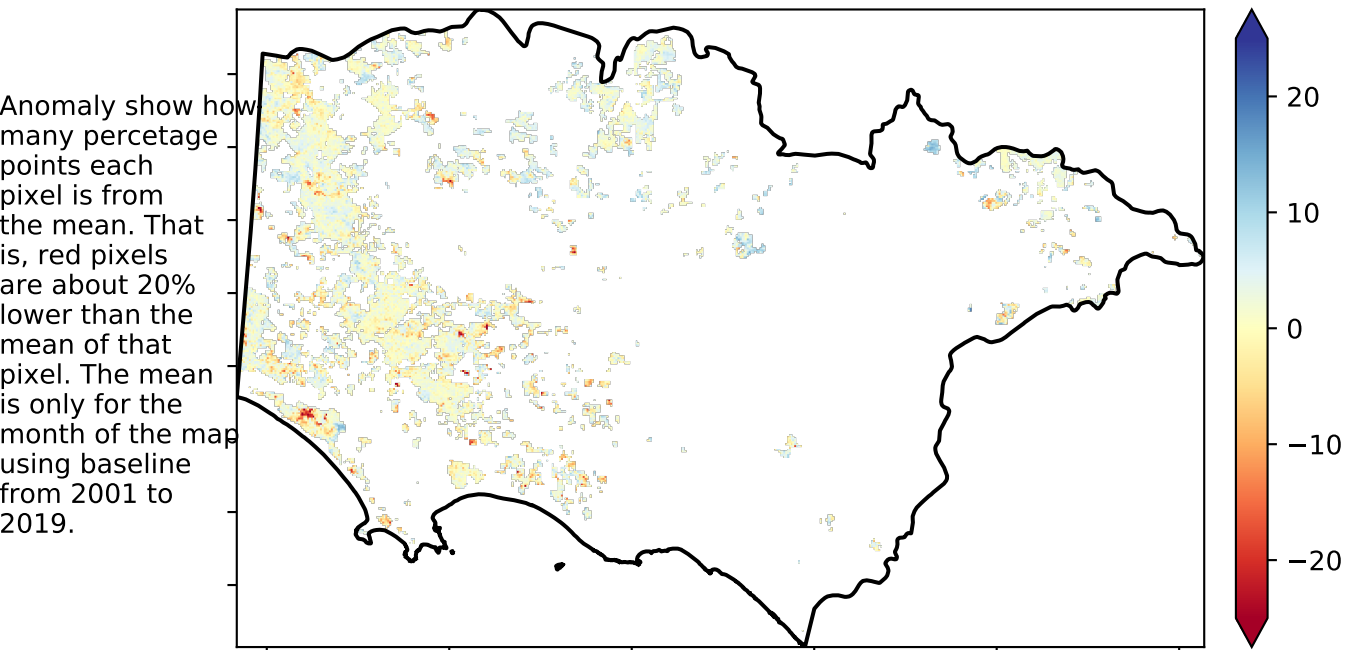 Anomaly show how
many percetage
points each
pixel is from
the mean. That
is, red pixels
are about 20%
lower than the
mean of that
pixel. The mean
is only for the
month of the map
using baseline
from 2001 to
2019.
20
10
0
−10
−20